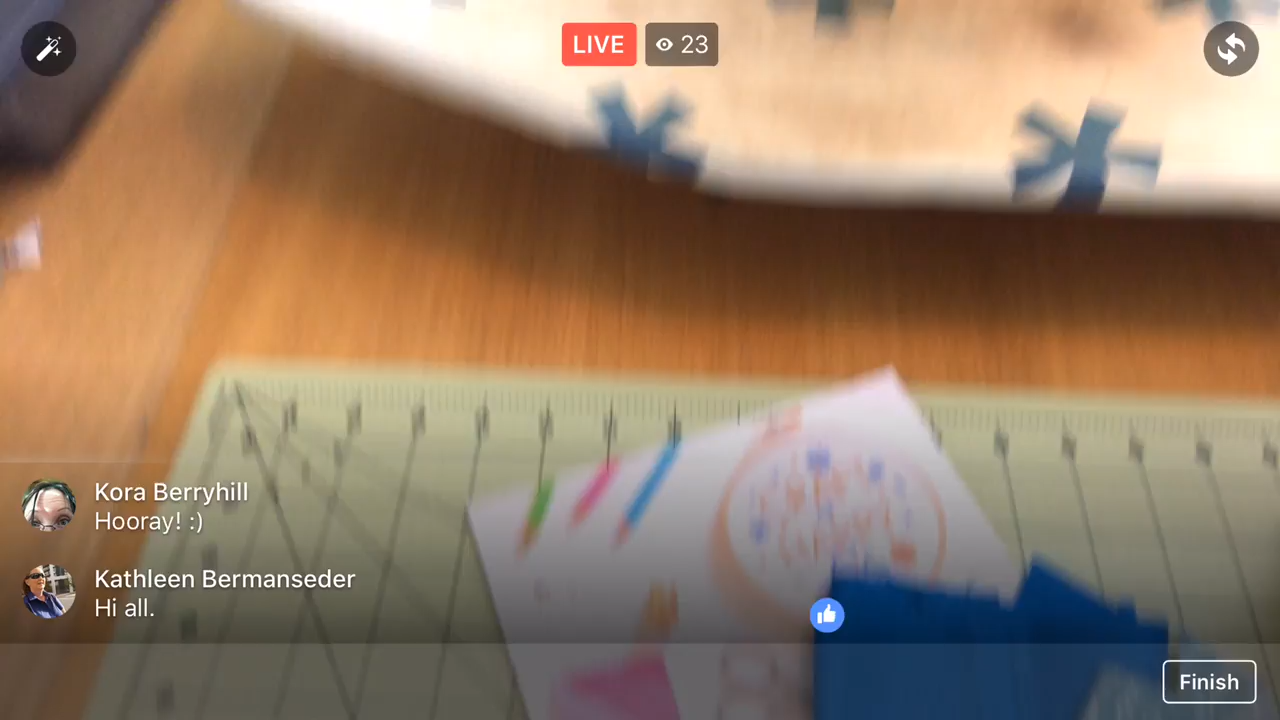 LIVE
23
Kora Berryhill
Hooray! :)
Kathleen Bermanseder
Hi all.
Finish